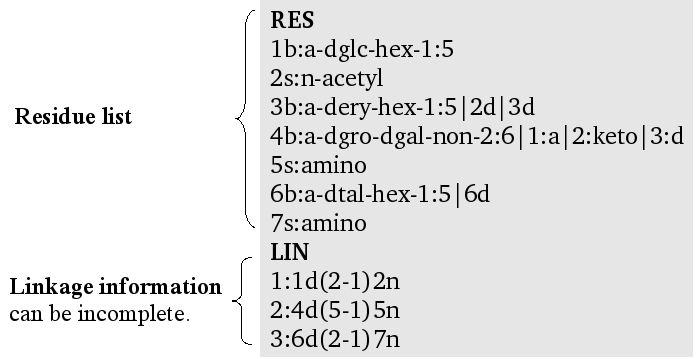 RES
1b:a-dglc-hex-1:5
2s:n-acetyl
Residue list
3b:a-dery-hex-1:5|2d|3d
4b:a-dgro-dgal-non-2:6|1:a|2:keto|3:d
5s:amino
6b:a-dtal-hex-1:5|6d
7s:amino
LIN
Linkage information
can be incomplete.
1:1d(2-1)2n
2:4d(5-1)5n
3:6d(2-1)7n